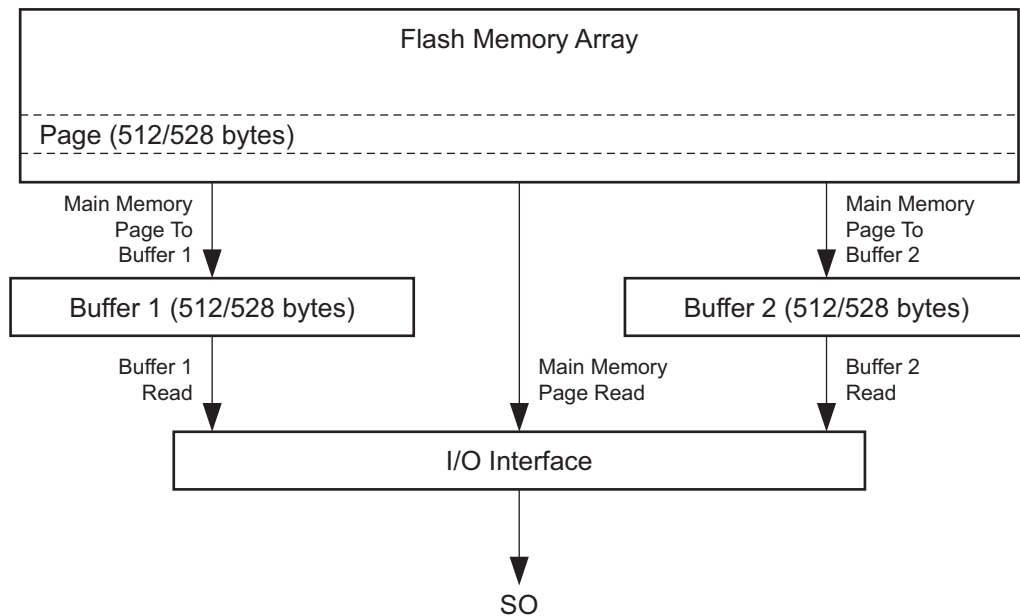 Flash Memory Array
Page (512/528 bytes)
Main Memory
Page To
Buffer 1
Main Memory
Page To
Buffer 2
Buffer 1 (512/528 bytes)
Buffer 2 (512/528 bytes)
Buffer 1
Read
Main Memory
Page Read
Buffer 2
Read
I/O Interface
SO